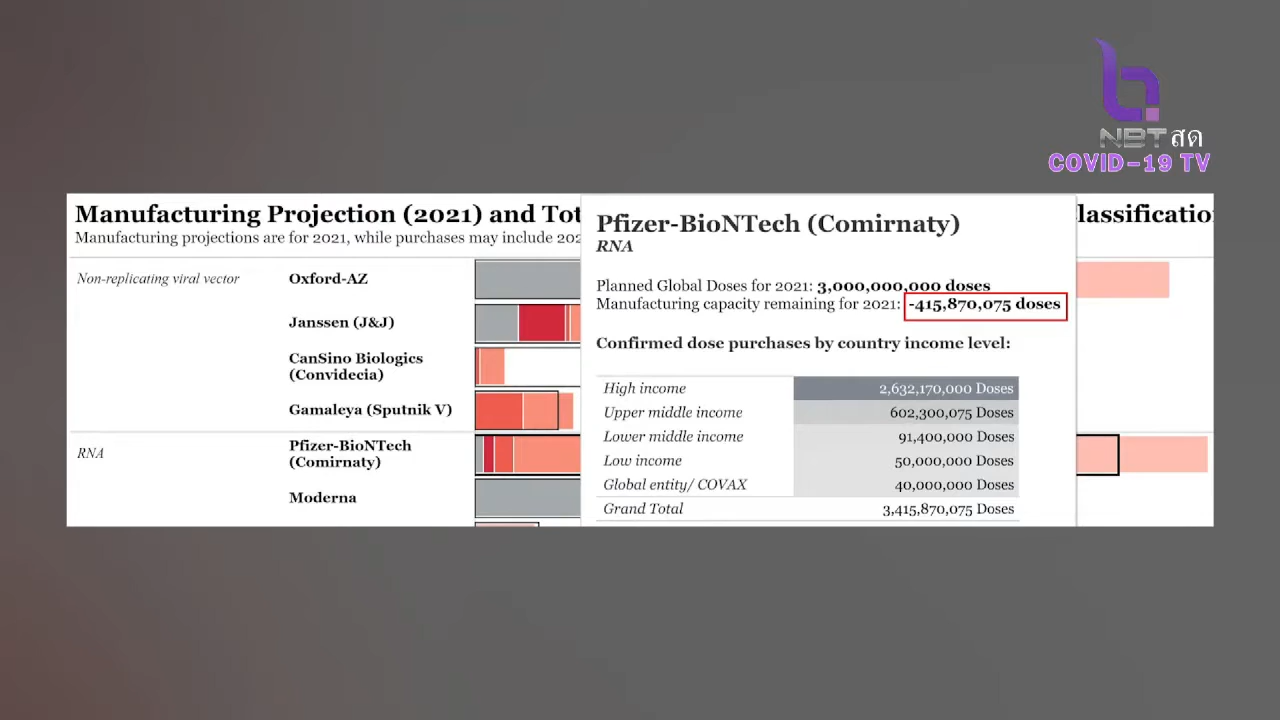 NBT สด
COVID-19 TV
Manufacturing Projection (2021) and Tot
Manufacturing projections are for 2021, while purchases may include 202
lassification
Non-replicating viral vector
Oxford-AZ
Janssen (J&J)
CanSino Biologics
(Convidecia)
Gamaleya (Sputnik V)
RNA
Pfizer-BioNTech
(Comirnaty)
Moderna
Pfizer-BioNTech (Comirnaty)
RNA
Planned Global Doses for 2021: 3,000,000,000 doses
Manufacturing capacity remaining for 2021: -415,870,075 doses
Confirmed dose purchases by country income level:
High income 2,632,170,000 Doses
Upper middle income 602,300,075 Doses
Lower middle income 91,400,000 Doses
Low income 50,000,000 Doses
Global entity/ COVAX 40,000,000 Doses
Grand Total 3,415,870,075 Doses